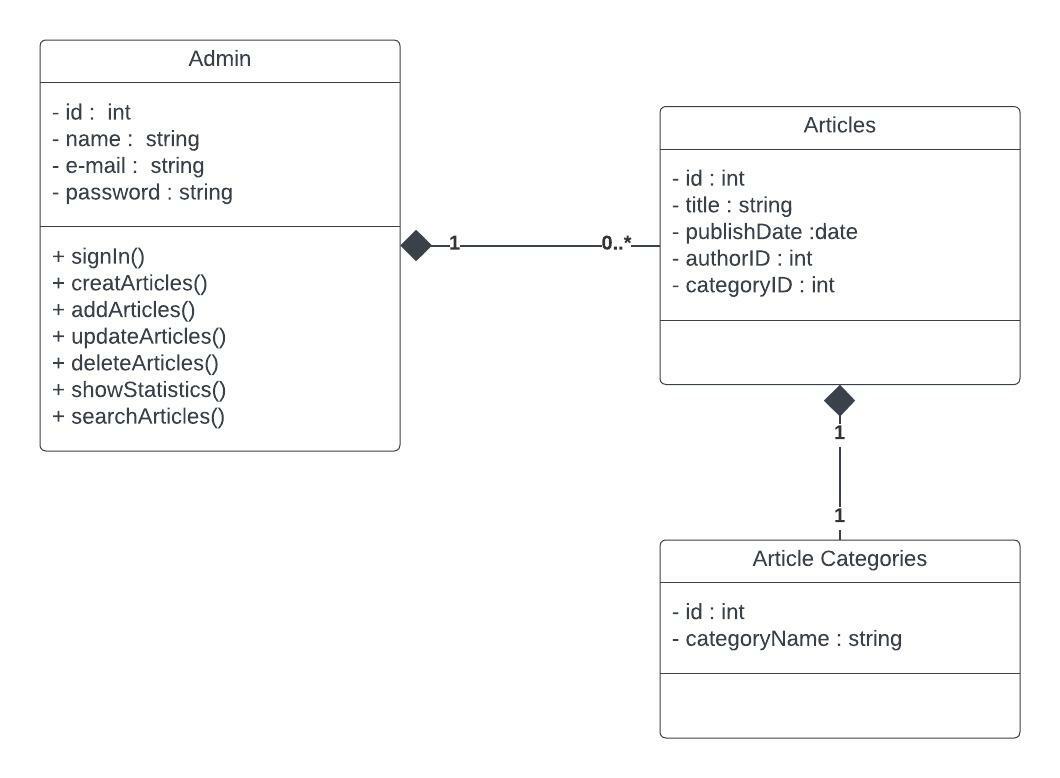 Admin
- id :  int
- name :  string
- e-mail :  string
- password : string
+ signIn()
+ creatArticles()
+ addArticles()
+ updateArticles()
+ deleteArticles()
+ showStatistics()
+ searchArticles()
1
0..*
Articles
- id : int
- title : string
- publishDate :date
- authorID : int
- categoryID : int
1
1
Article Categories
- id : int
- categoryName : string